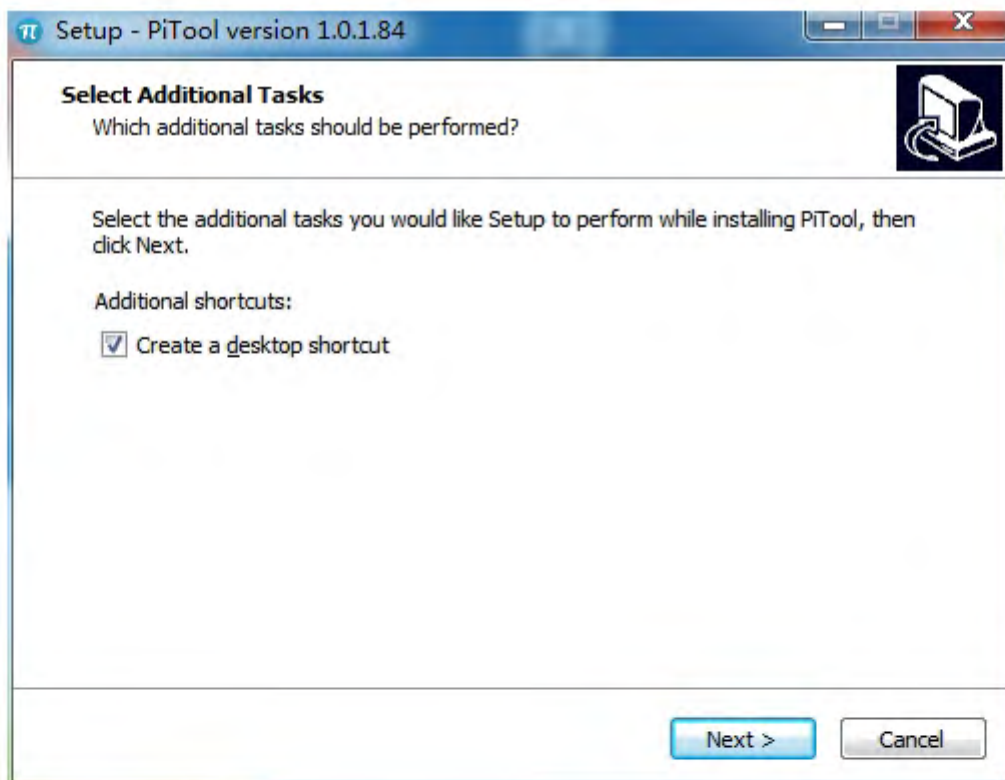 π Setup - PiTool version 1.0.1.84
Select Additional Tasks
Which additional tasks should be performed?
Select the additional tasks you would like Setup to perform while installing PiTool, then
click Next.
Additional shortcuts:
Create a desktop shortcut
Next > Cancel